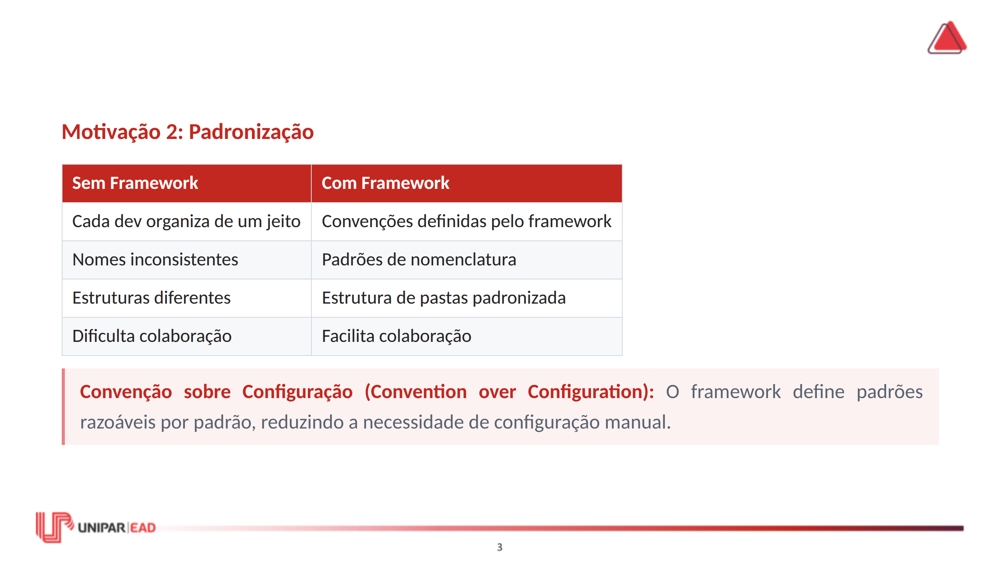 Motivação 2: Padronização
Sem Framework Com Framework
Cada dev organiza de um jeito Convenções definidas pelo framework
Nomes inconsistentes Padrões de nomenclatura
Estruturas diferentes Estrutura de pastas padronizada
Dificulta colaboração Facilita colaboração
Convenção sobre Configuração (Convention over Configuration): O framework define padrões
razoáveis por padrão, reduzindo a necessidade de configuração manual.
UNIPAR|EAD
3